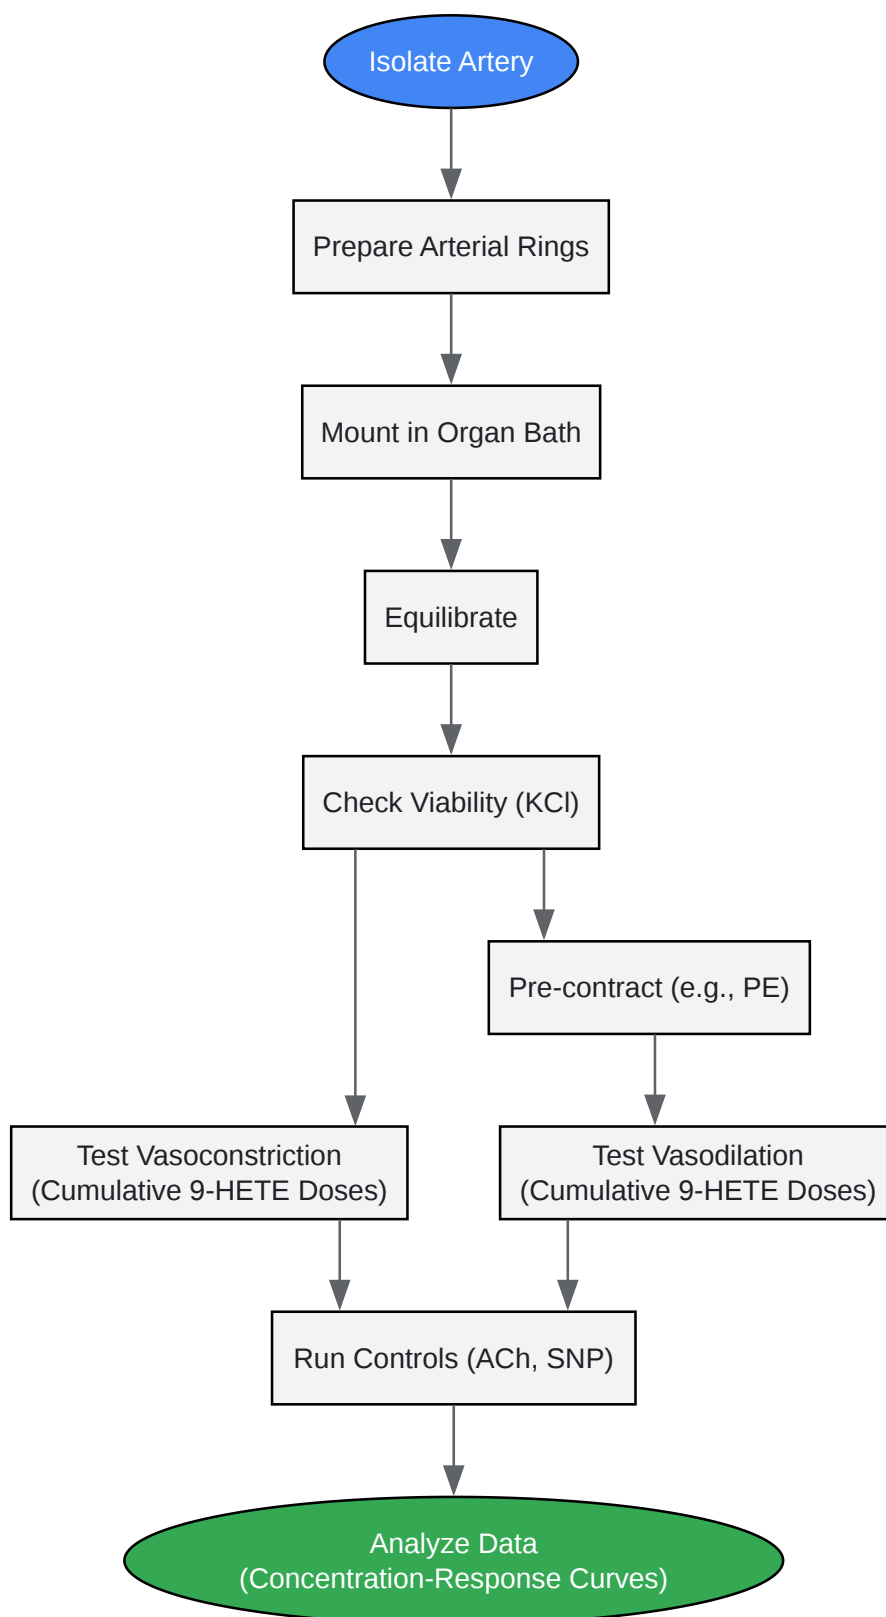 Isolate Artery
Prepare Arterial Rings
Mount in Organ Bath
Equilibrate
Check Viability (KCl)
Pre-contract (e.g., PE)
Test Vasoconstriction
(Cumulative 9-HETE Doses)
Test Vasodilation
(Cumulative 9-HETE Doses)
Run Controls (ACh, SNP)
Analyze Data
(Concentration-Response Curves)